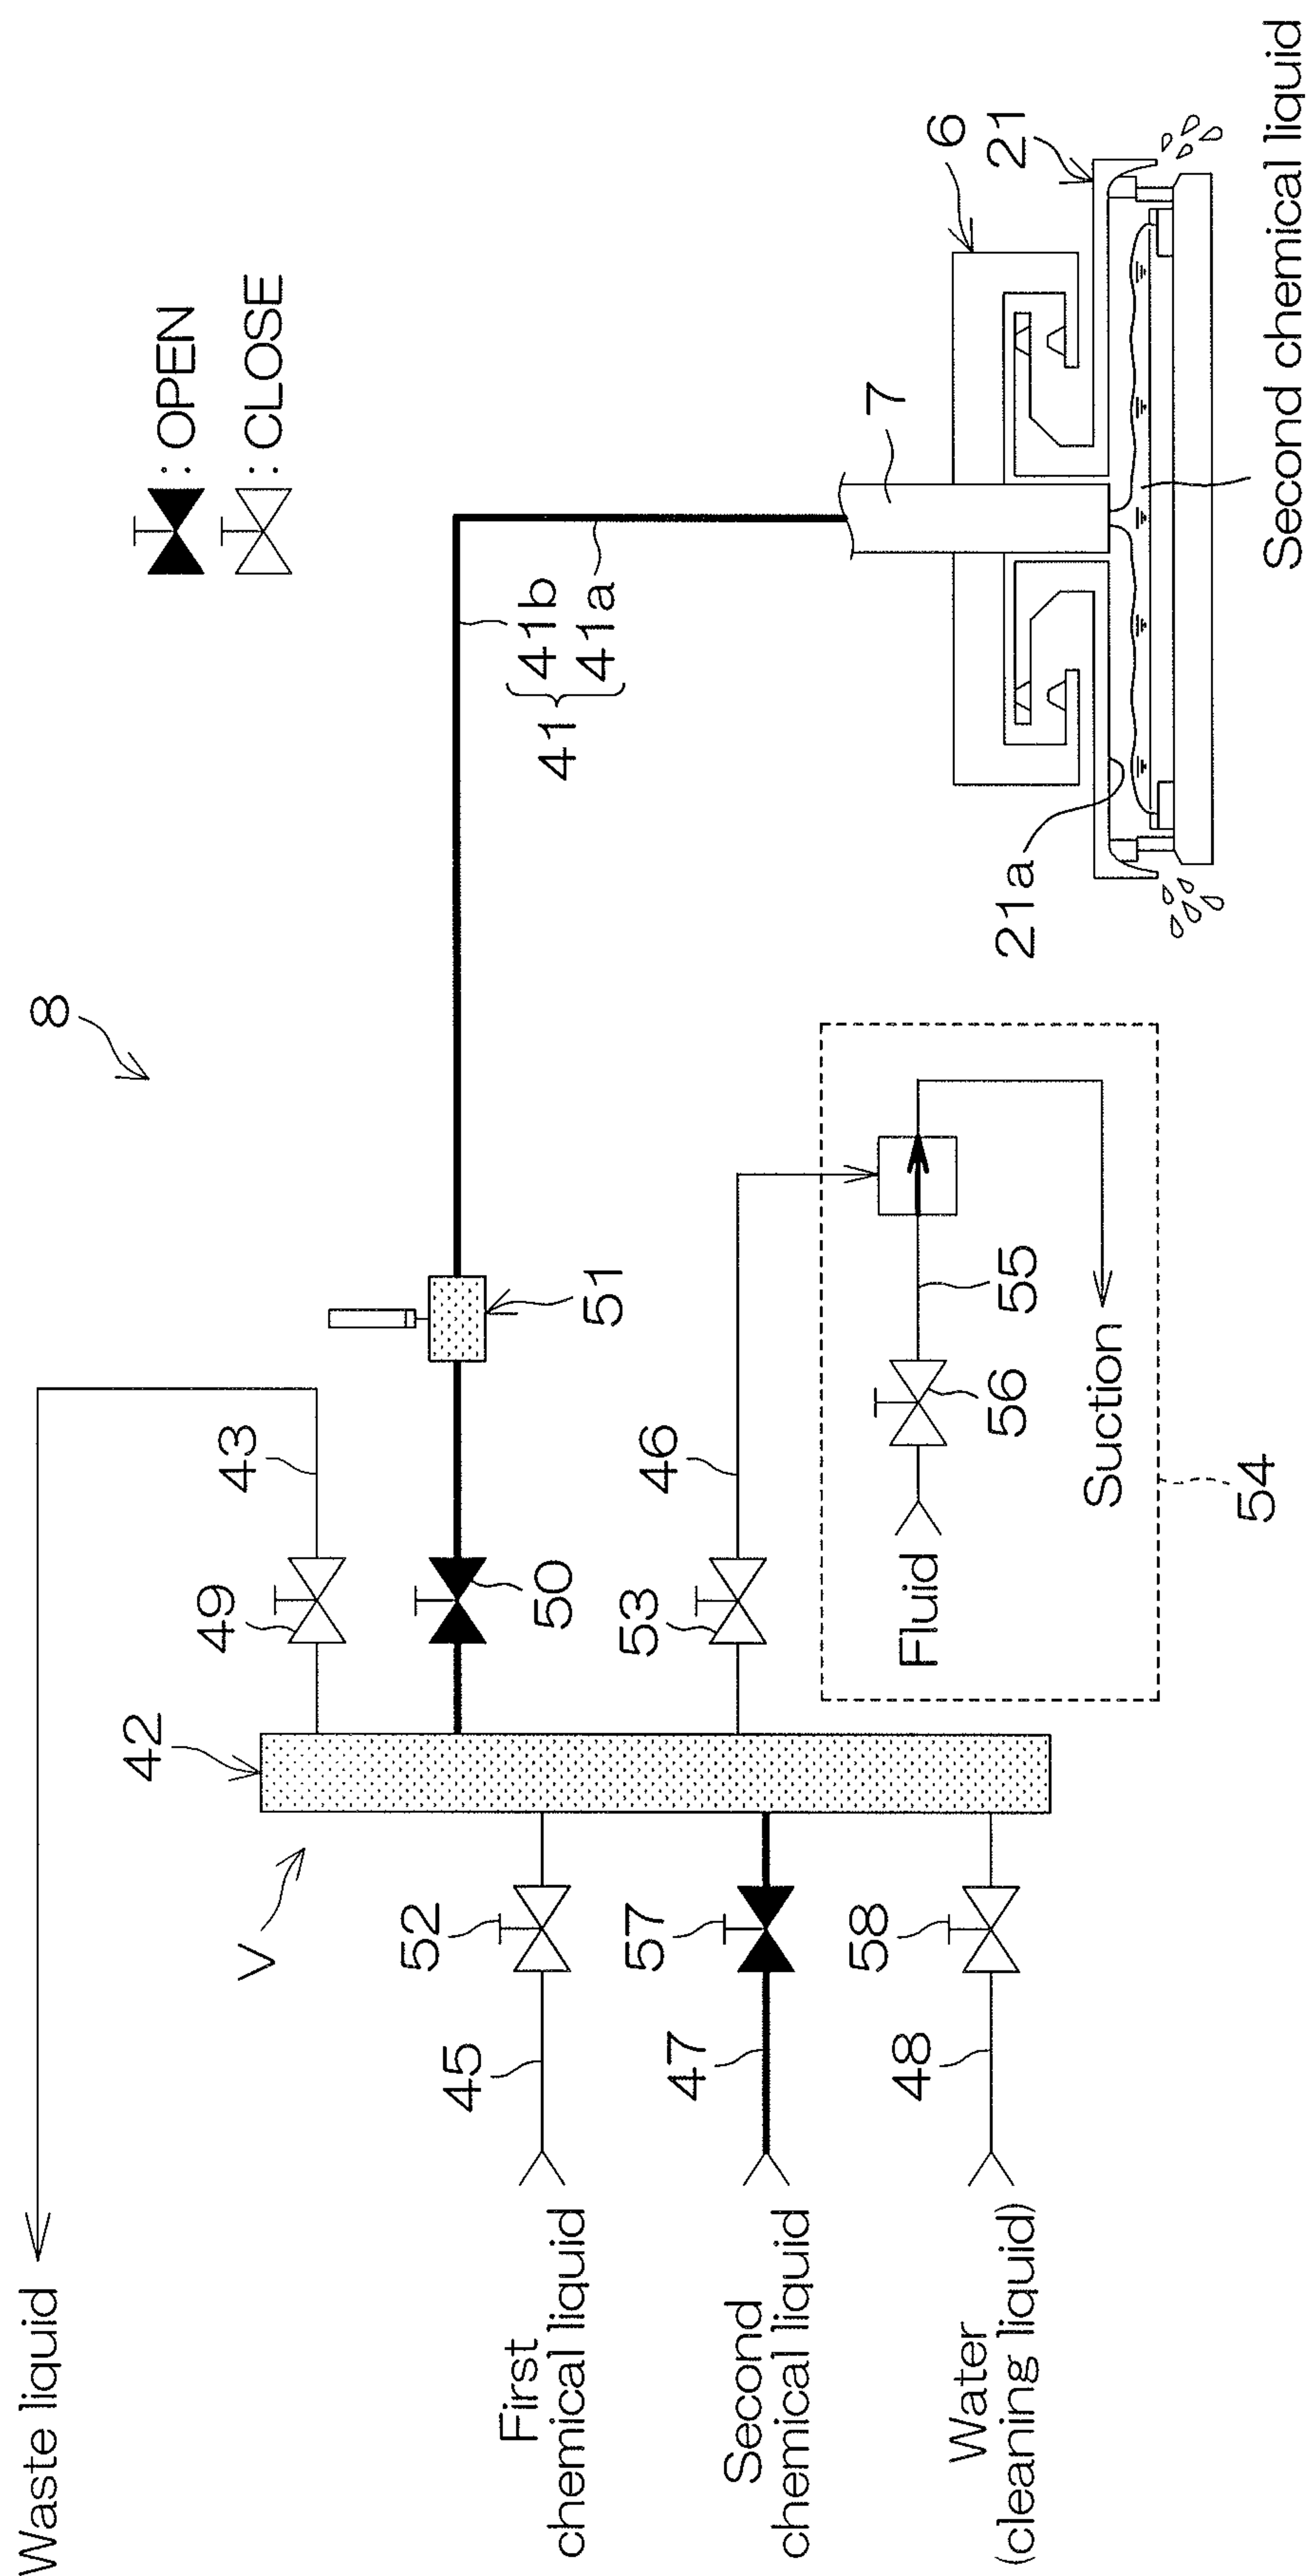 8
: OPEN
: CLOSE
Waste liquid
43
49
42
V
50
51
41
41b
41a
7
6
21
21a
Second chemical liquid
First
chemical liquid
45
52
Second
chemical liquid
47
57
Water
(cleaning liquid)
48
58
53
46
Fluid
56
55
Suction
54